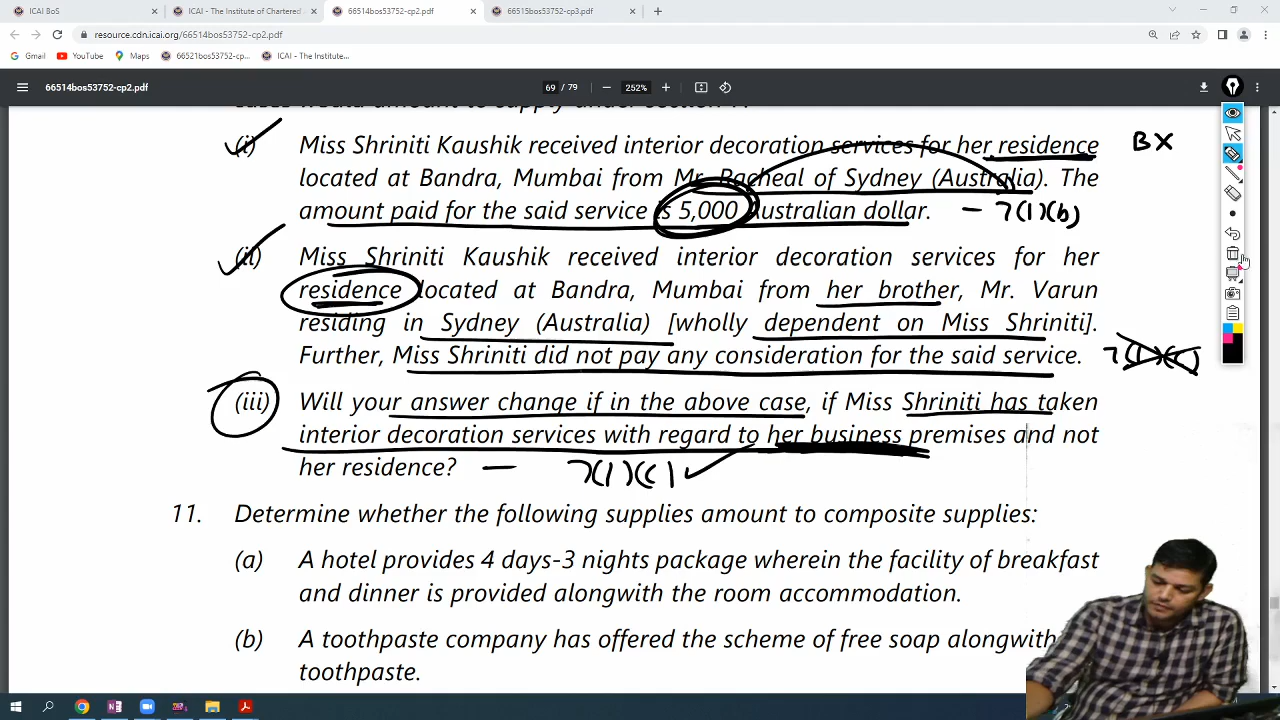 ICAI BoS
ICAI - The Institute of Chartered
66514bos53752-cp2.pdf
66515bos53752-cp3.pdf
resource.cdn.icai.org/66514bos53752-cp2.pdf
Gmail
YouTube
Maps
66521bos53752-cp...
ICAI - The Institute...
66514bos53752-cp2.pdf
69 / 79
252%
cases would amount to supply under section 7:
(i) Miss Shriniti Kaushik received interior decoration services for her residence
B X
located at Bandra, Mumbai from Mr. Racheal of Sydney (Australia). The
amount paid for the said service is 5,000 Australian dollar.
– 7(1)(b)
(ii) Miss Shriniti Kaushik received interior decoration services for her
residence located at Bandra, Mumbai from her brother, Mr. Varun
residing in Sydney (Australia) [wholly dependent on Miss Shriniti].
Further, Miss Shriniti did not pay any consideration for the said service.
7(1)(c)
(iii) Will your answer change if in the above case, if Miss Shriniti has taken
interior decoration services with regard to her business premises and not
her residence?
– 7(1)(c)
11. Determine whether the following supplies amount to composite supplies:
(a) A hotel provides 4 days-3 nights package wherein the facility of breakfast
and dinner is provided alongwith the room accommodation.
(b) A toothpaste company has offered the scheme of free soap alongwith
toothpaste.